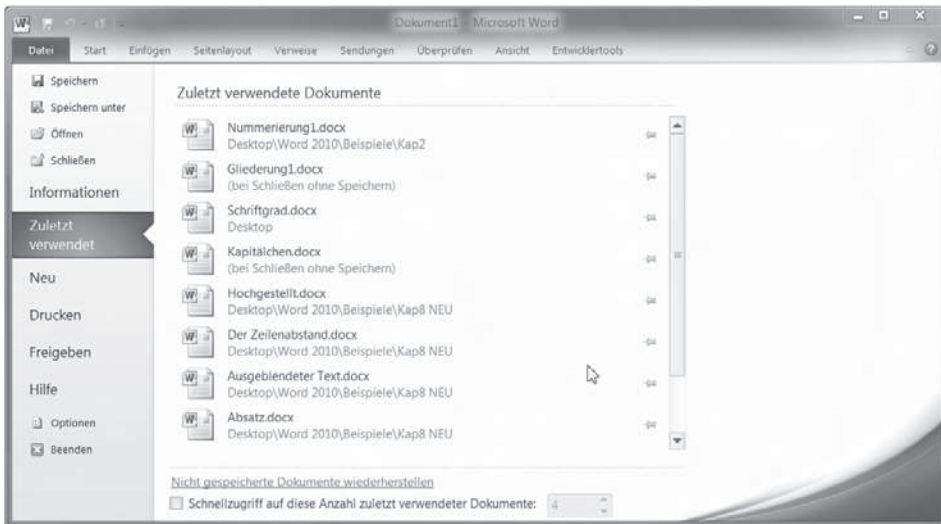 Dokument1 - Microsoft Word
Datei Start Einfügen Seitenlayout Verweise Sendungen Überprüfen Ansicht Entwicklertools
Speichern
Speichern unter
Öffnen
Schließen
Informationen
Zuletzt
verwendet
Neu
Drucken
Freigeben
Hilfe
Optionen
Beenden
Zuletzt verwendete Dokumente
Nummerierung1.docx
Desktop\Word 2010\Beispiele\Kap2
Gliederung1.docx
(bei Schließen ohne Speichern)
Schriftgrad.docx
Desktop
Kapitälchen.docx
(bei Schließen ohne Speichern)
Hochgestellt.docx
Desktop\Word 2010\Beispiele\Kap8 NEU
Der Zeilenabstand.docx
Desktop\Word 2010\Beispiele\Kap8 NEU
Ausgeblendeter Text.docx
Desktop\Word 2010\Beispiele\Kap8 NEU
Absatz.docx
Desktop\Word 2010\Beispiele\Kap8 NEU
Nicht gespeicherte Dokumente wiederherstellen
Schnellzugriff auf diese Anzahl zuletzt verwendeter Dokumente: 4